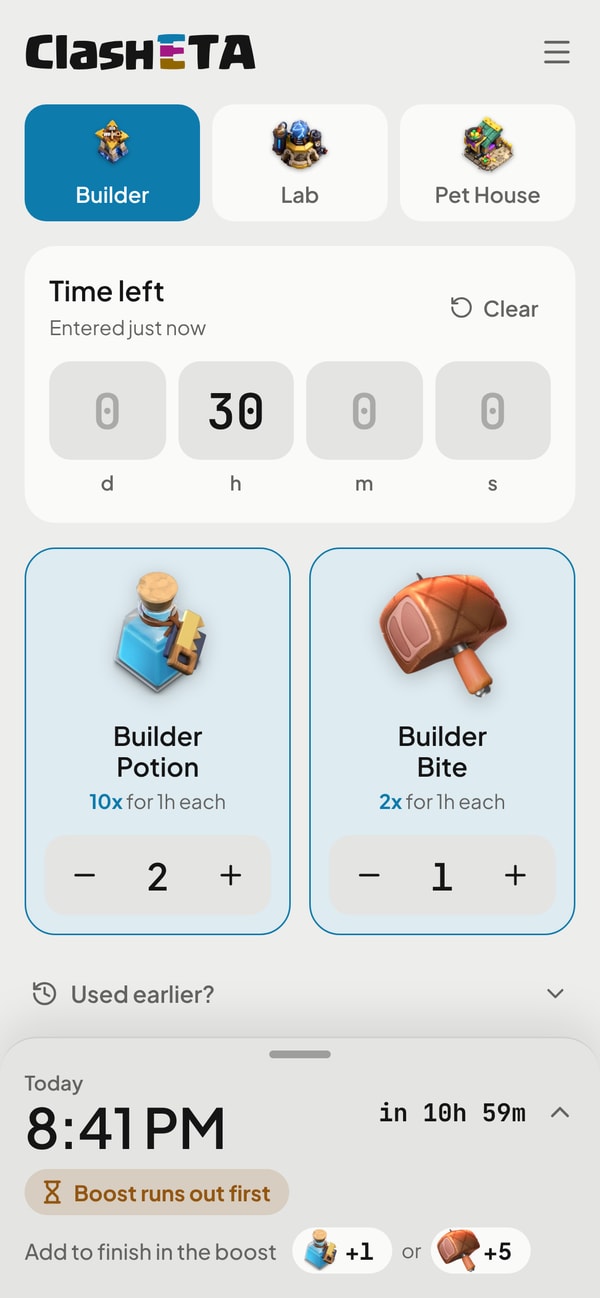 ClashETA
Builder
Lab
Pet House
Time left
Entered just now
Clear
0
30
0
0
d
h
m
s
Builder
Potion
10x for 1h each
− 2 +
Builder
Bite
2x for 1h each
− 1 +
Used earlier?
Today
8:41 PM
in 10h 59m
Boost runs out first
Add to finish in the boost
+1
or
+5